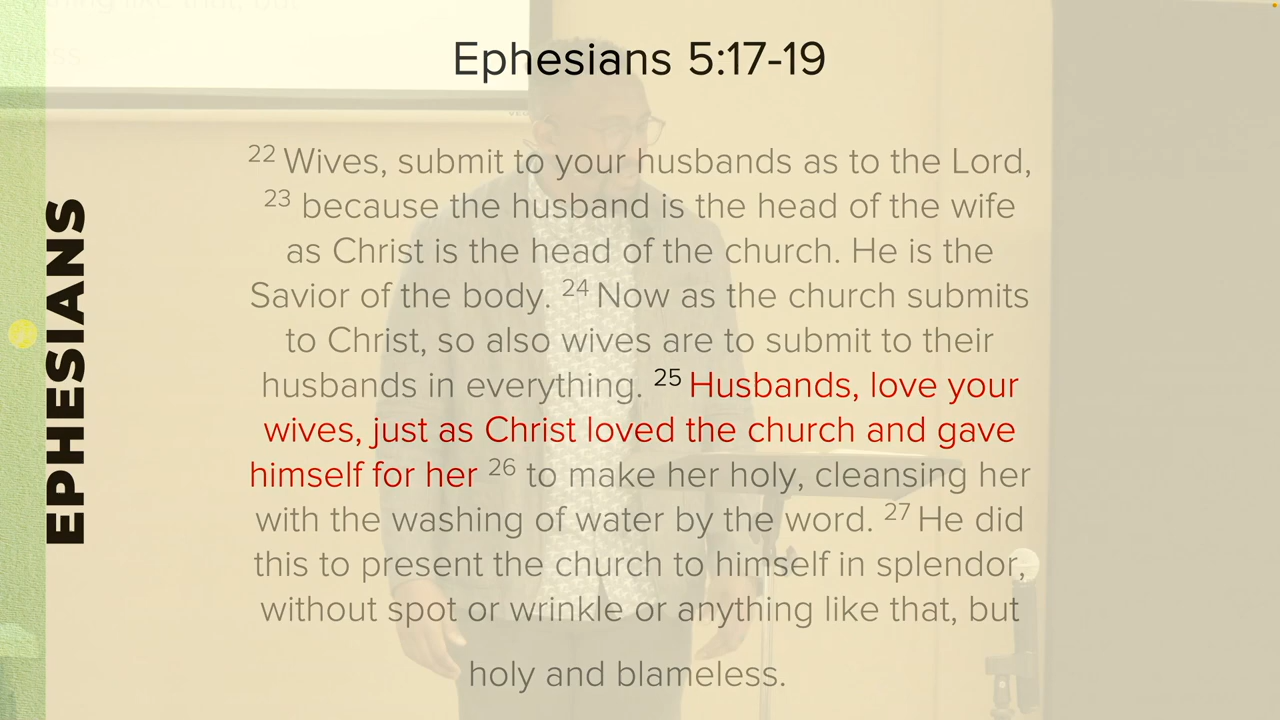 Ephesians 5:17-19
22 Wives, submit to your husbands as to the Lord,
23 because the husband is the head of the wife
as Christ is the head of the church. He is the
Savior of the body. 24 Now as the church submits
to Christ, so also wives are to submit to their
husbands in everything. 25 Husbands, love your
wives, just as Christ loved the church and gave
himself for her 26 to make her holy, cleansing her
with the washing of water by the word. 27 He did
this to present the church to himself in splendor,
without spot or wrinkle or anything like that, but
holy and blameless.
EPHESIANS